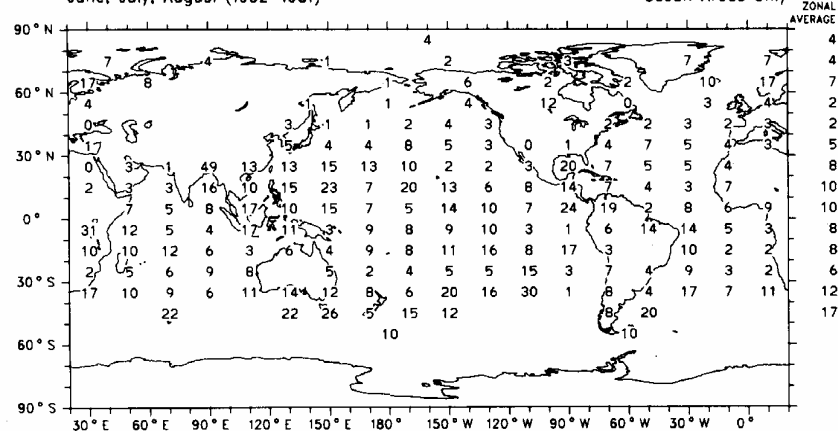 June, July, August (1952-1981) Ocean Areas Only
ZONAL
AVERAGE
90° N
4 4
7 4 1 2 3 7 7 4
17 8 1 6 2 2 10 17 7
60° N
4 1 1 4 12 0 3 4 2
0 3 1 1 2 4 3 2 2 3 2 3 2
1 5 4 4 8 5 3 0 1 4 7 5 4 3 5
30° N
0 3 1 49 13 13 15 13 10 2 2 3 20 7 5 5 4 8
2 3 3 16 10 15 23 7 20 13 6 8 14 7 4 3 7 10
7 5 8 17 10 15 7 5 14 10 7 24 19 2 8 6 9 10
0°
31 12 5 4 17 11 3 9 8 9 10 3 1 6 14 14 5 3 8
10 10 12 6 3 6 4 9 8 11 16 8 17 3 10 2 2 8
2 5 6 9 8 5 2 4 5 5 15 3 7 4 9 3 2 6
30° S
17 10 9 6 11 14 12 8 6 20 16 30 1 8 4 17 7 11 12
22 22 26 5 15 12 8 20 17
10 10
60° S
90° S
30° E 60° E 90° E 120° E 150° E 180° 150° W 120° W 90° W 60° W 30° W 0°